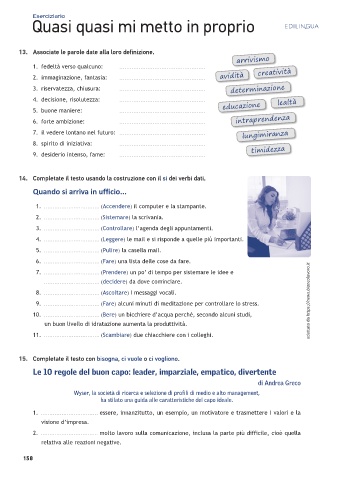 Eserciziario
Quasi quasi mi metto in proprio
EDILINGUA
13. Associate le parole date alla loro definizione.
1. fedeltà verso qualcuno:
2. immaginazione, fantasia:
3. riservatezza, chiusura:
4. decisione, risolutezza:
5. buone maniere:
6. forte ambizione:
7. il vedere lontano nel futuro:
8. spirito di iniziativa:
9. desiderio intenso, fame:
arrivismo
avidità
creatività
determinazione
educazione
lealtà
intraprendenza
lungimiranza
timidezza
14. Completate il testo usando la costruzione con il si dei verbi dati.
Quando si arriva in ufficio...
1. (Accendere) il computer e la stampante.
2. (Sistemare) la scrivania.
3. (Controllare) l'agenda degli appuntamenti.
4. (Leggere) le mail e si risponde a quelle più importanti.
5. (Pulire) la casella mail.
6. (Fare) una lista delle cose da fare.
7. (Prendere) un po' di tempo per sistemare le idee e
(decidere) da dove cominciare.
8. (Ascoltare) i messaggi vocali.
9. (Fare) alcuni minuti di meditazione per controllare lo stress.
10. (Bere) un bicchiere d'acqua perché, secondo alcuni studi,
un buon livello di idratazione aumenta la produttività.
11. (Scambiare) due chiacchiere con i colleghi.
15. Completate il testo con bisogna, ci vuole o ci vogliono.
Le 10 regole del buon capo: leader, imparziale, empatico, divertente
di Andrea Greco
Wyser, la società di ricerca e selezione di profili di medio e alto management,
ha stilato una guida alle caratteristiche del capo ideale.
1. essere, innanzitutto, un esempio, un motivatore e trasmettere i valori e la
visione d'impresa.
2. molto lavoro sulla comunicazione, inclusa la parte più difficile, cioè quella
relativa alle reazioni negative.
158